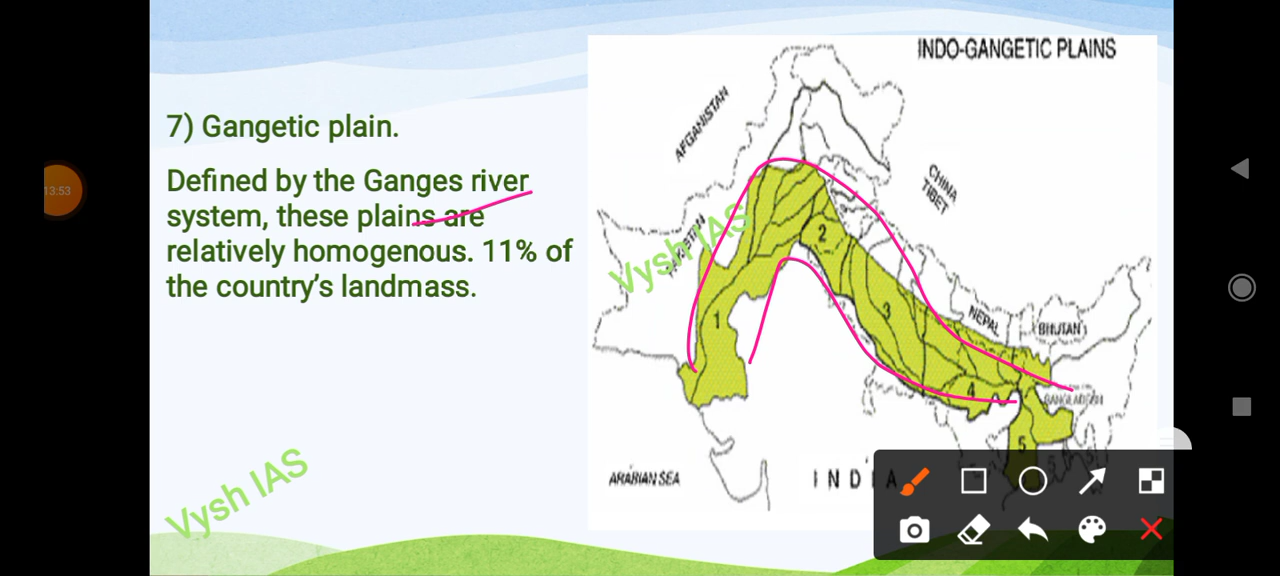 INDO-GANGETIC PLAINS
7) Gangetic plain.
Defined by the Ganges river
system, these plains are
relatively homogenous. 11% of
the country's landmass.
AFGANISTAN
CHINA
TIBET
Vysh IAS
13:53
1
2
3
4
5
NEPAL
BHUTAN
BANGLADESH
ARABIAN SEA
INDIA
Vysh IAS